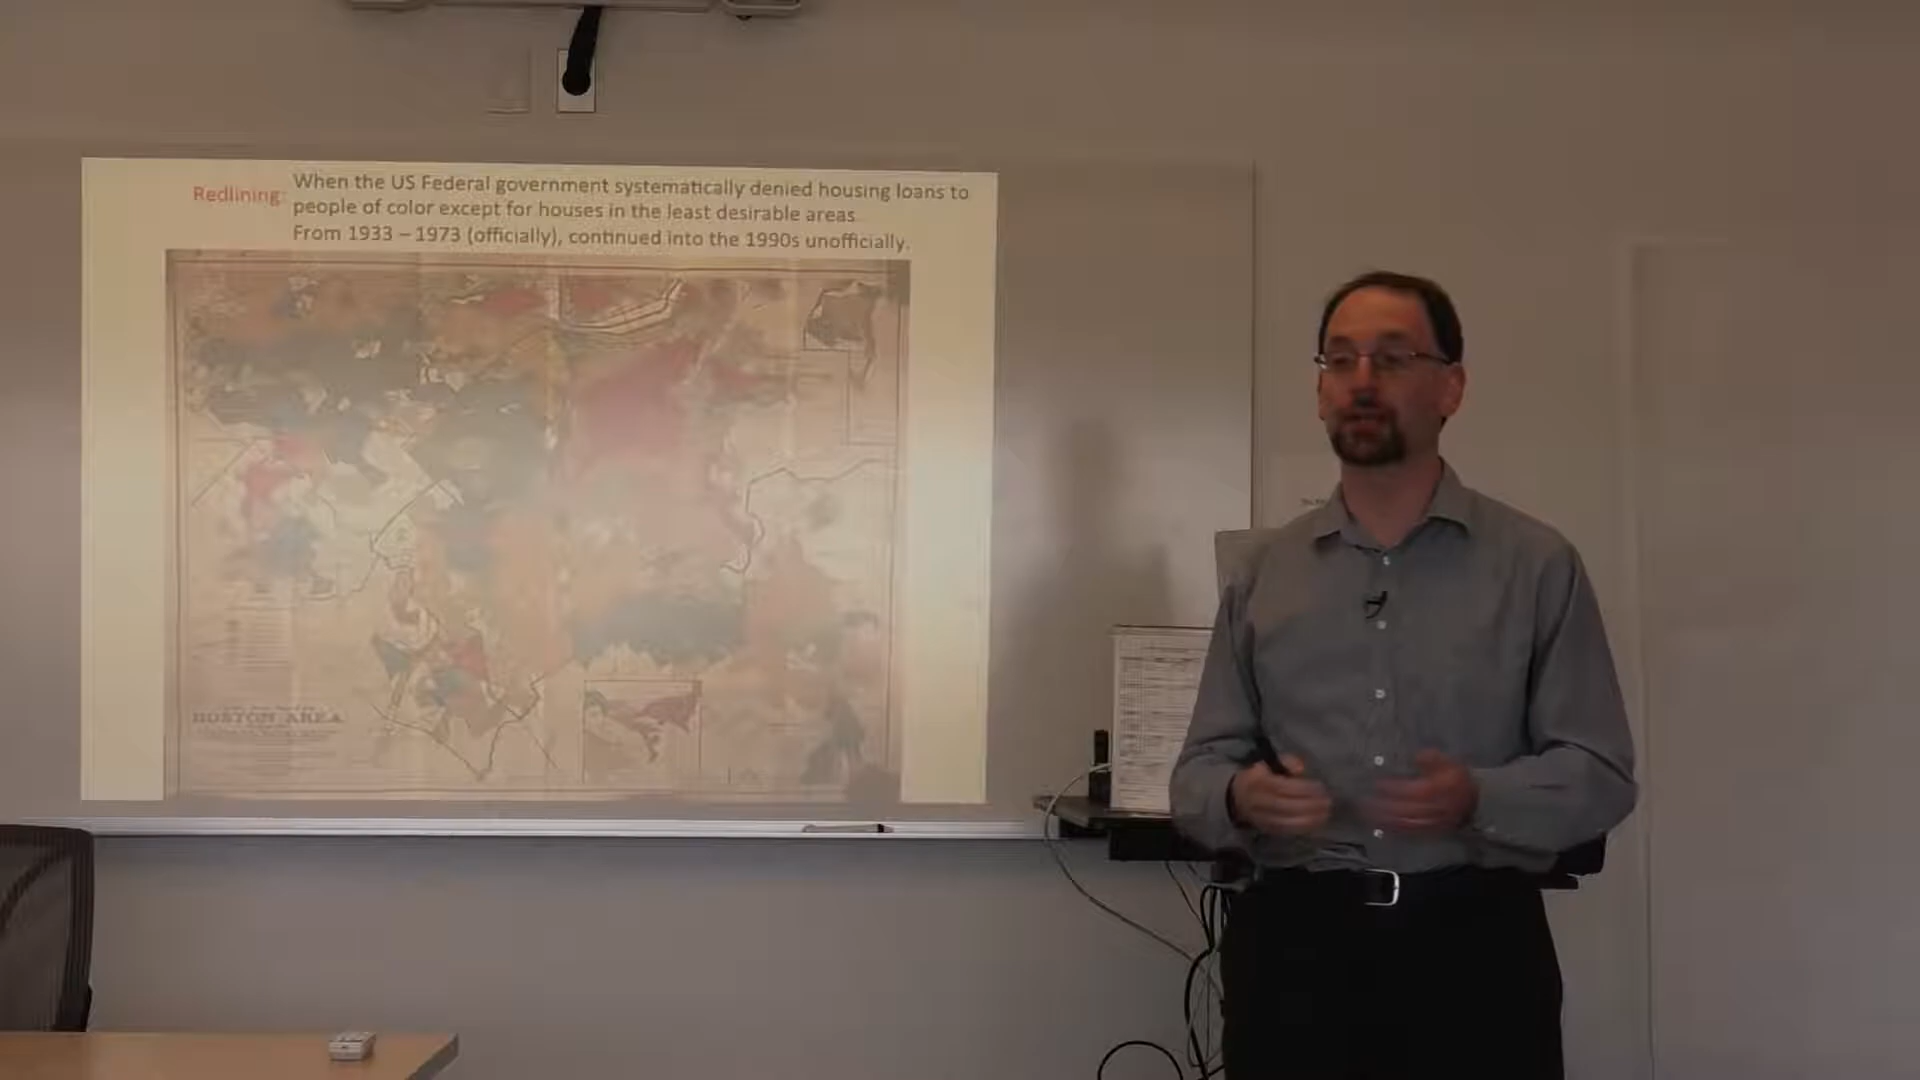 Redlining:
When the US Federal government systematically denied housing loans to
people of color except for houses in the least desirable areas.
From 1933 – 1973 (officially), continued into the 1990s unofficially.
BOSTON AREA